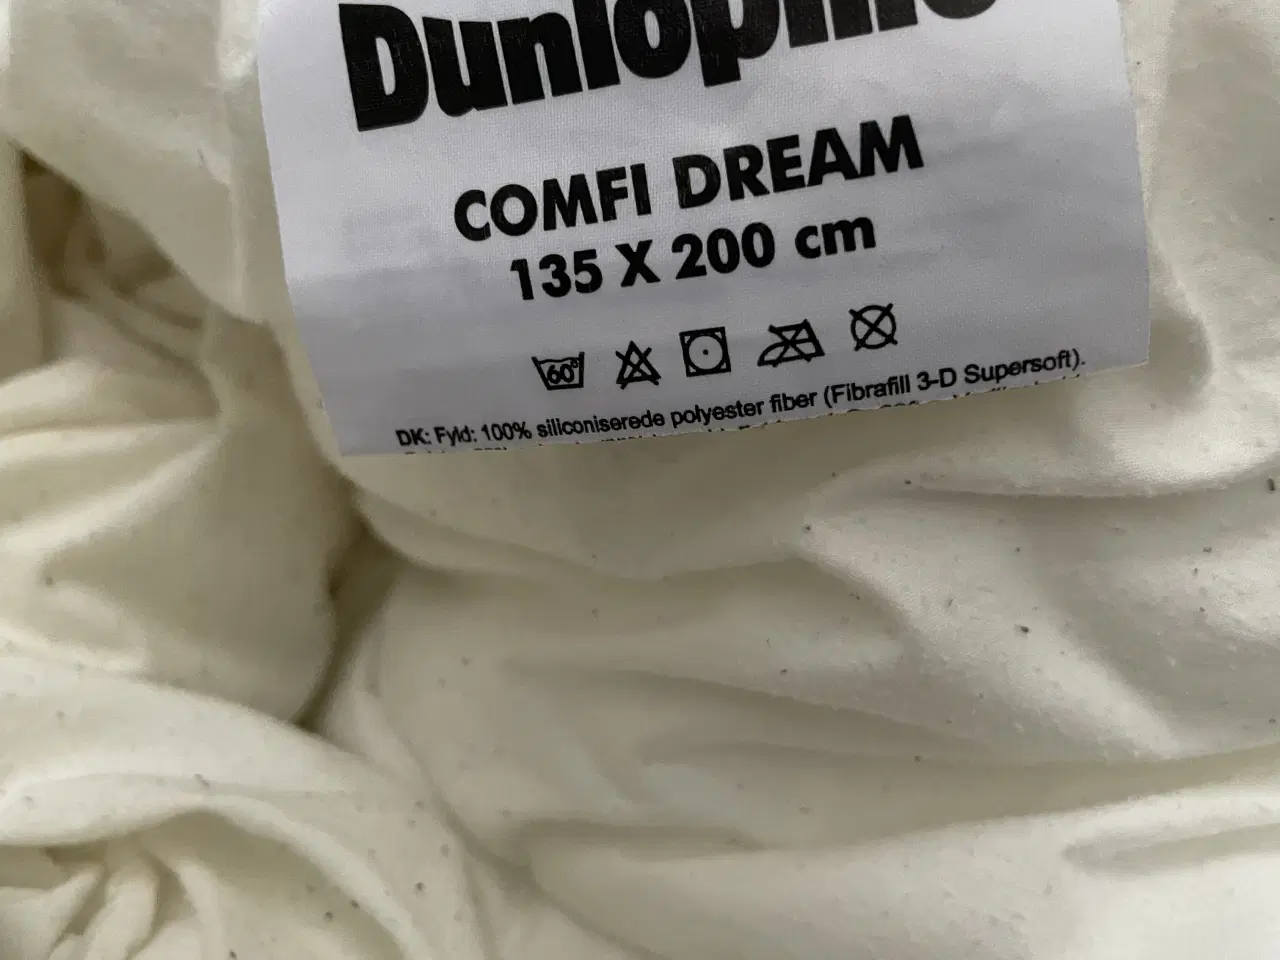 Dunlopillo
COMFI DREAM
135 X 200 cm
60°
DK: Fyld: 100% siliconiserede polyester fiber (Fibrafill 3-D Supersoft).